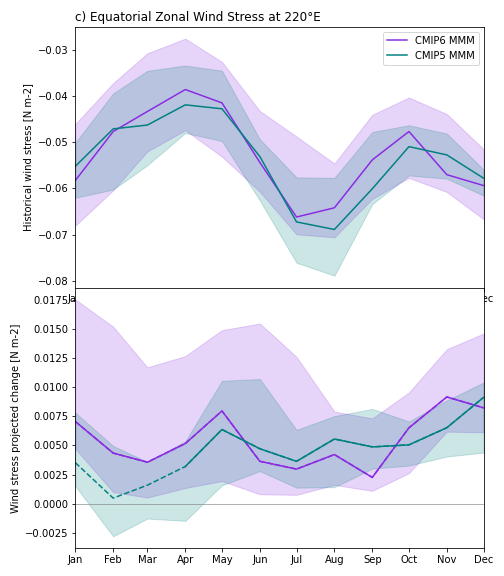 c) Equatorial Zonal Wind Stress at 220°E
CMIP6 MMM
CMIP5 MMM
Historical wind stress [N m-2]
−0.03
−0.04
−0.05
−0.06
−0.07
−0.08
Wind stress projected change [N m-2]
0.0175
0.0150
0.0125
0.0100
0.0075
0.0050
0.0025
0.0000
−0.0025
Jan Feb Mar Apr May Jun Jul Aug Sep Oct Nov Dec